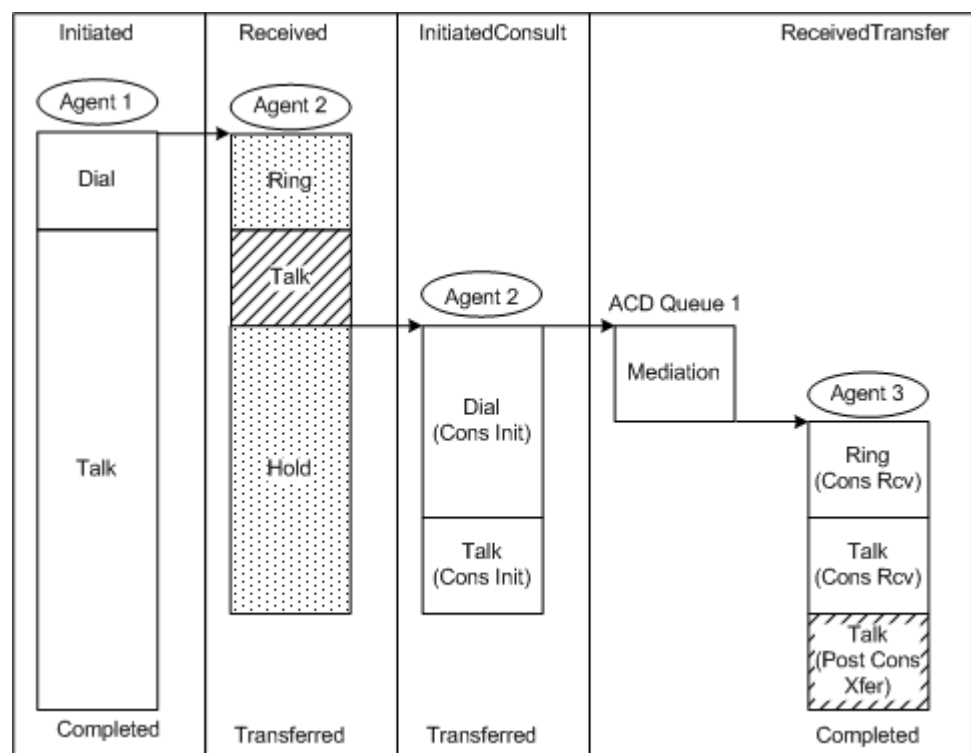 Initiated
Received
InitiatedConsult
ReceivedTransfer
Agent 1
Agent 2
Dial
Ring
Talk
Agent 2
ACD Queue 1
Mediation
Agent 3
Dial
(Cons Init)
Talk
Hold
Ring
(Cons Rcv)
Talk
(Cons Init)
Talk
(Cons Rcv)
Talk
(Post Cons
Xfer)
Completed
Transferred
Transferred
Completed